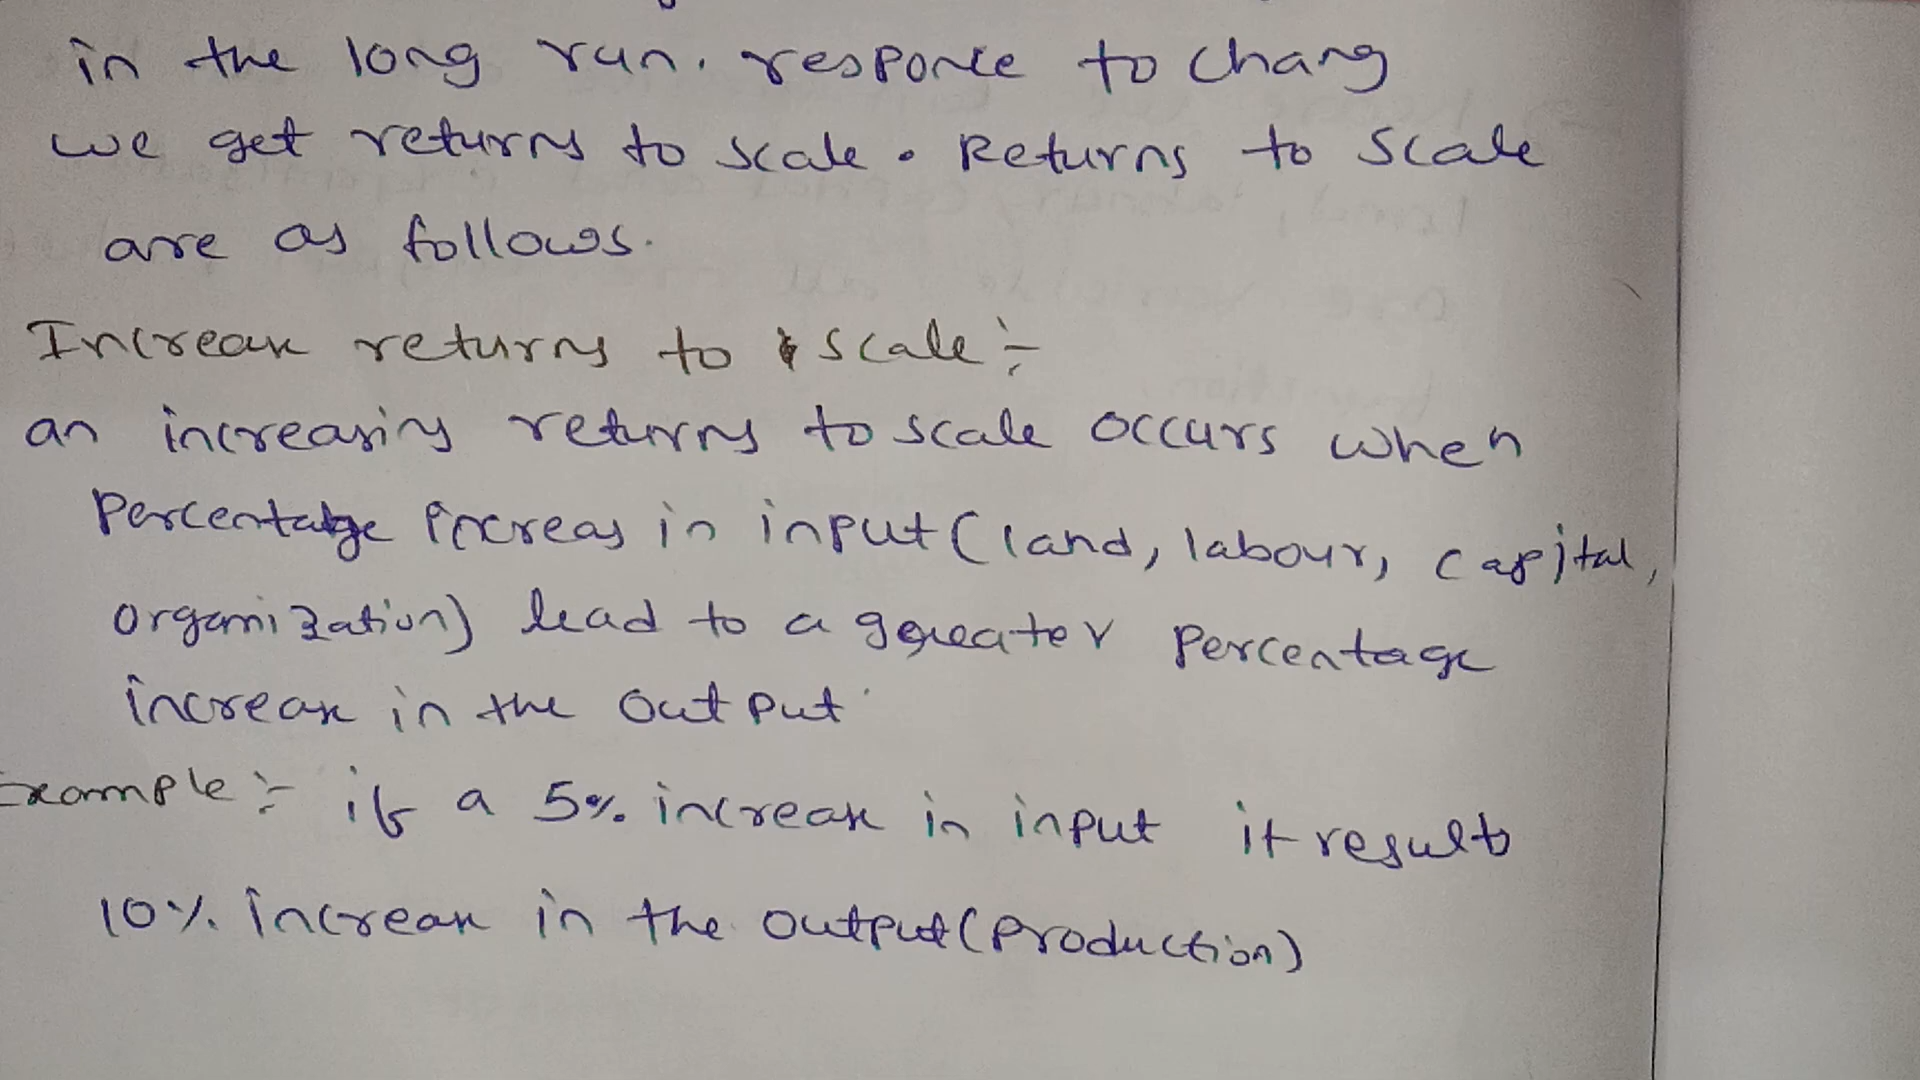 in the long run. responce to chang
we get returns to scale. Returns to scale
are as follows.
Increase returns to scale :-
an increasing returns to scale occurs when
Percentage increas in input (land, labour, capital,
organization) lead to a greater Percentage
increase in the output
Example :- if a 5% increase in input it results
10% increase in the output (Production)